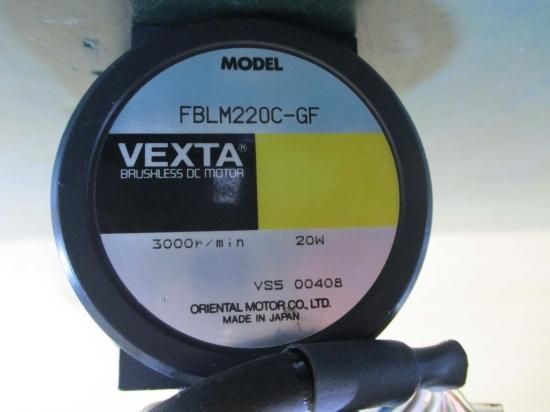 MODEL
FBLM220C-GF
VEXTA®
BRUSHLESS DC MOTOR
3000r/min 20W
VS5 00408
ORIENTAL MOTOR CO., LTD.
MADE IN JAPAN